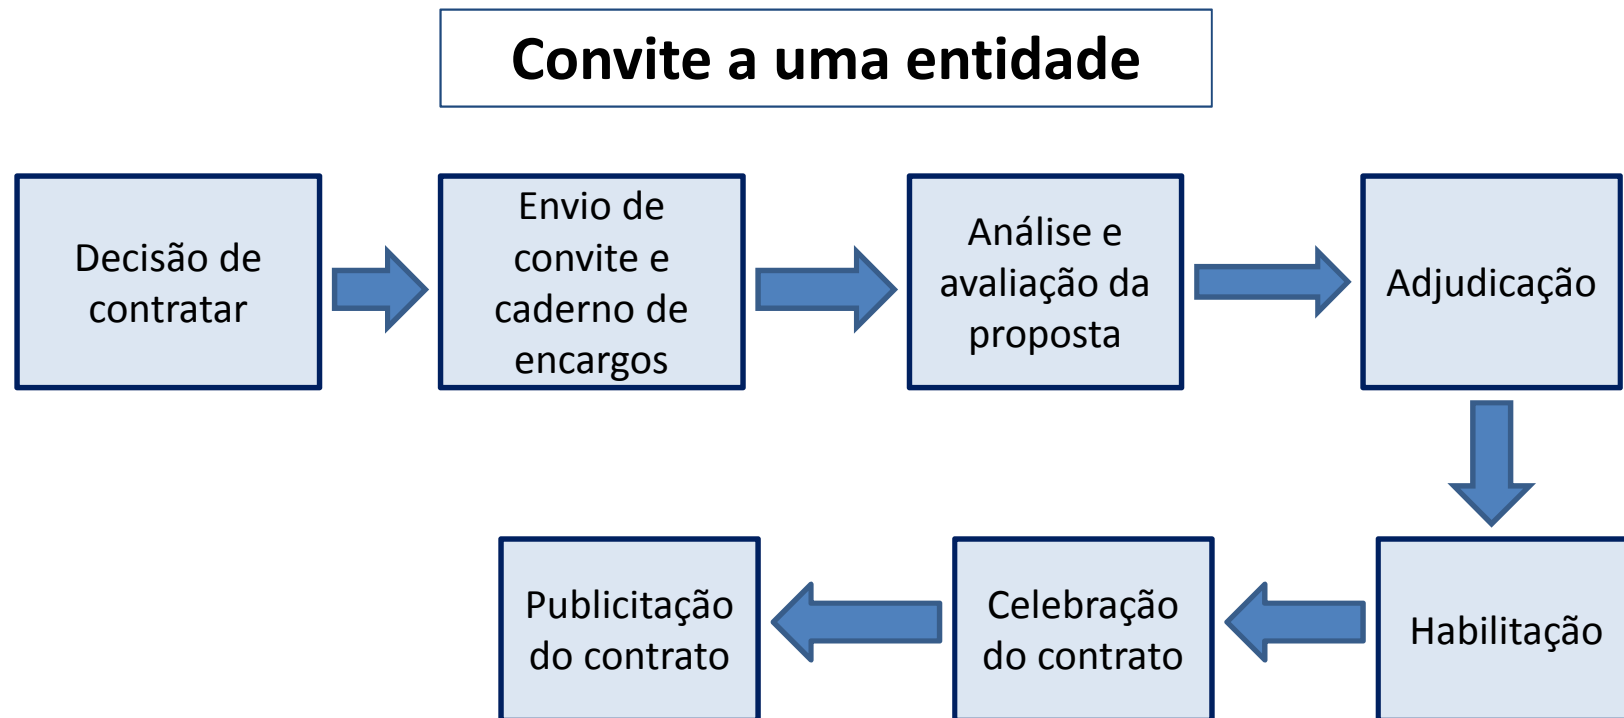 Convite a uma entidade
Decisão de
contratar
Envio de
convite e
caderno de
encargos
Análise e
avaliação da
proposta
Adjudicação
Habilitação
Celebração
do contrato
Publicitação
do contrato